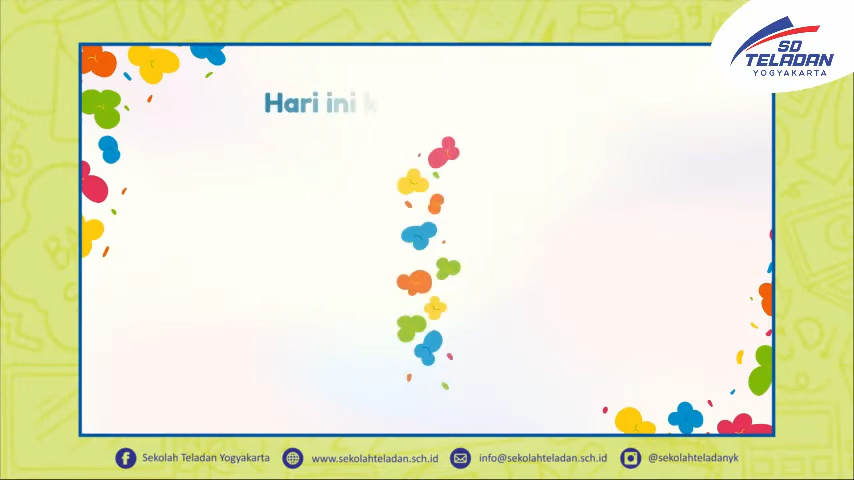 SD
TELADAN
YOGYAKARTA
Hari ini k
Sekolah Teladan Yogyakarta
www.sekolahteladan.sch.id
info@sekolahteladan.sch.id
@sekolahteladanyk